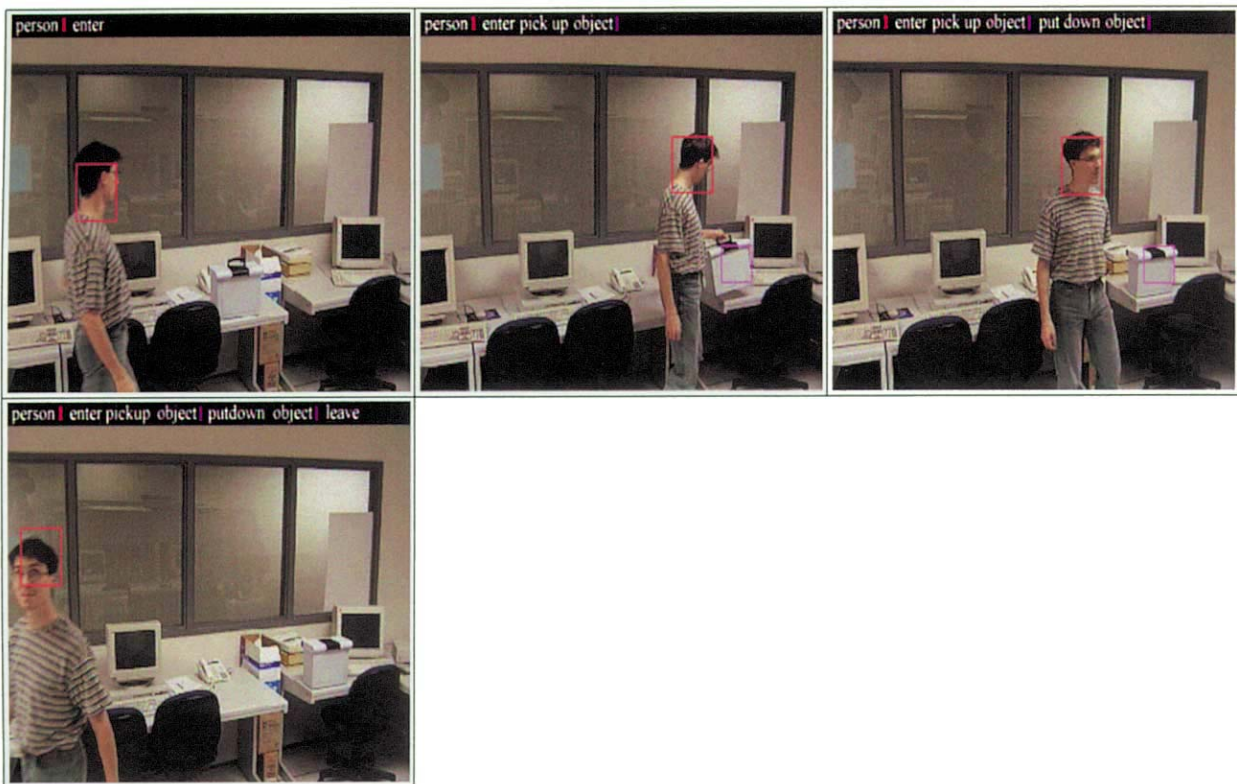 person enter
person enter pick up object
person enter pick up object put down object
person enter pickup object putdown object leave